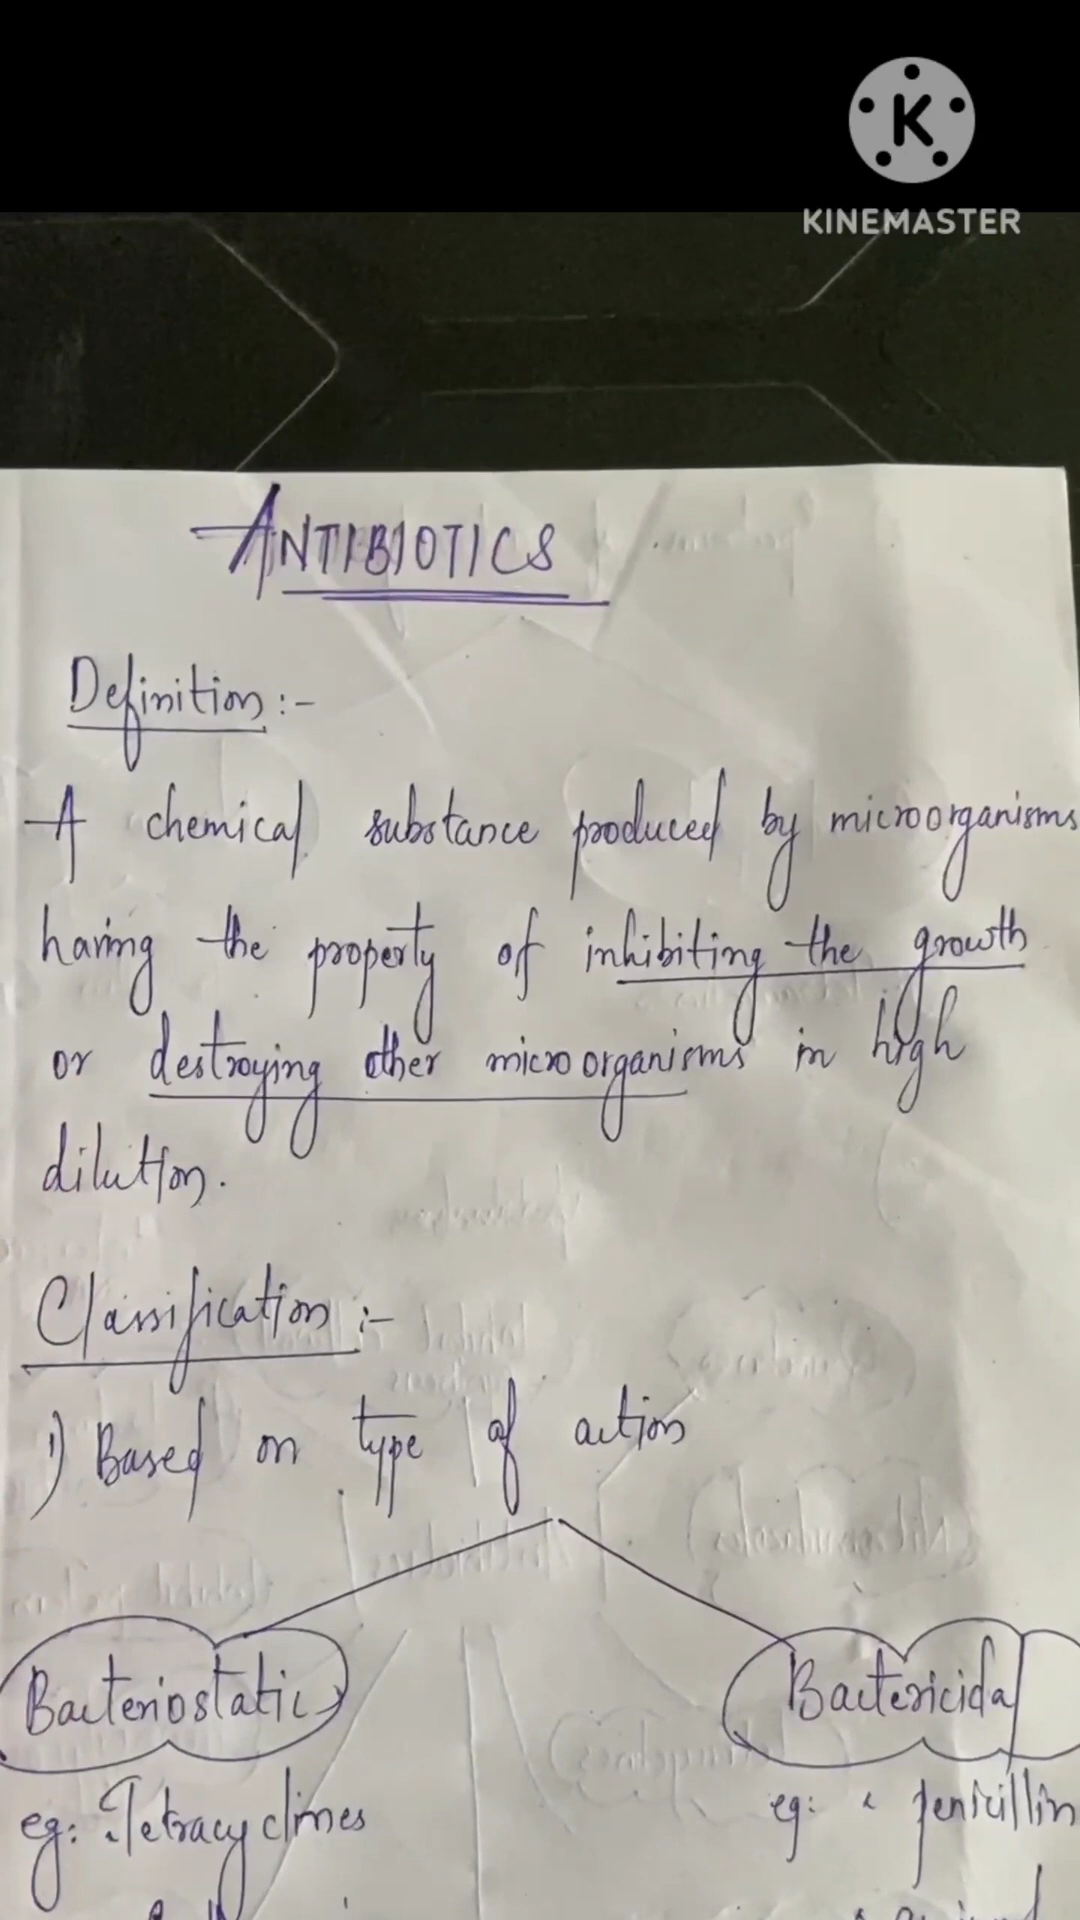 KINEMASTER
ANTIBIOTICS
Definition :-
A chemical substance produced by microorganisms
having the property of inhibiting the growth
or destroying other microorganisms in high
dilution.
Classification :-
1) Based on type of action
Bacteriostatic Bactericidal
eg: Tetracyclines eg: penicillin